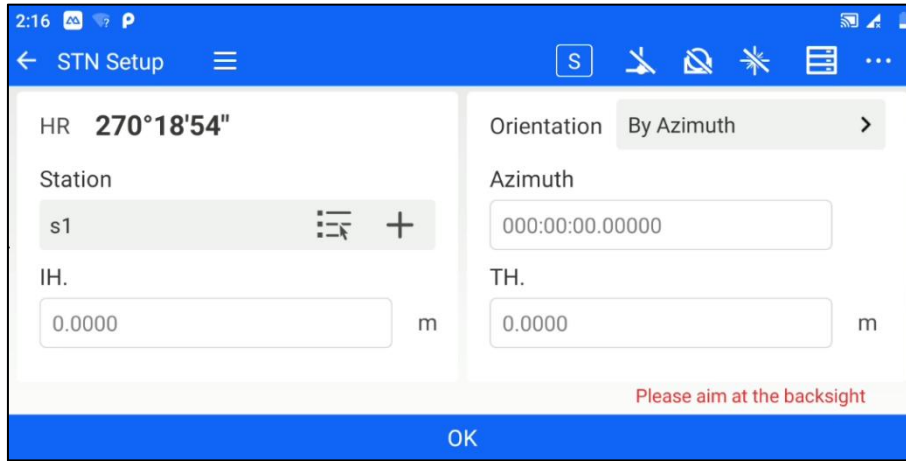 2:16
STN Setup
S
HR 270°18'54"
Orientation By Azimuth
Station
Azimuth
s1
000:00:00.00000
IH.
TH.
0.0000 m
0.0000 m
Please aim at the backsight
OK